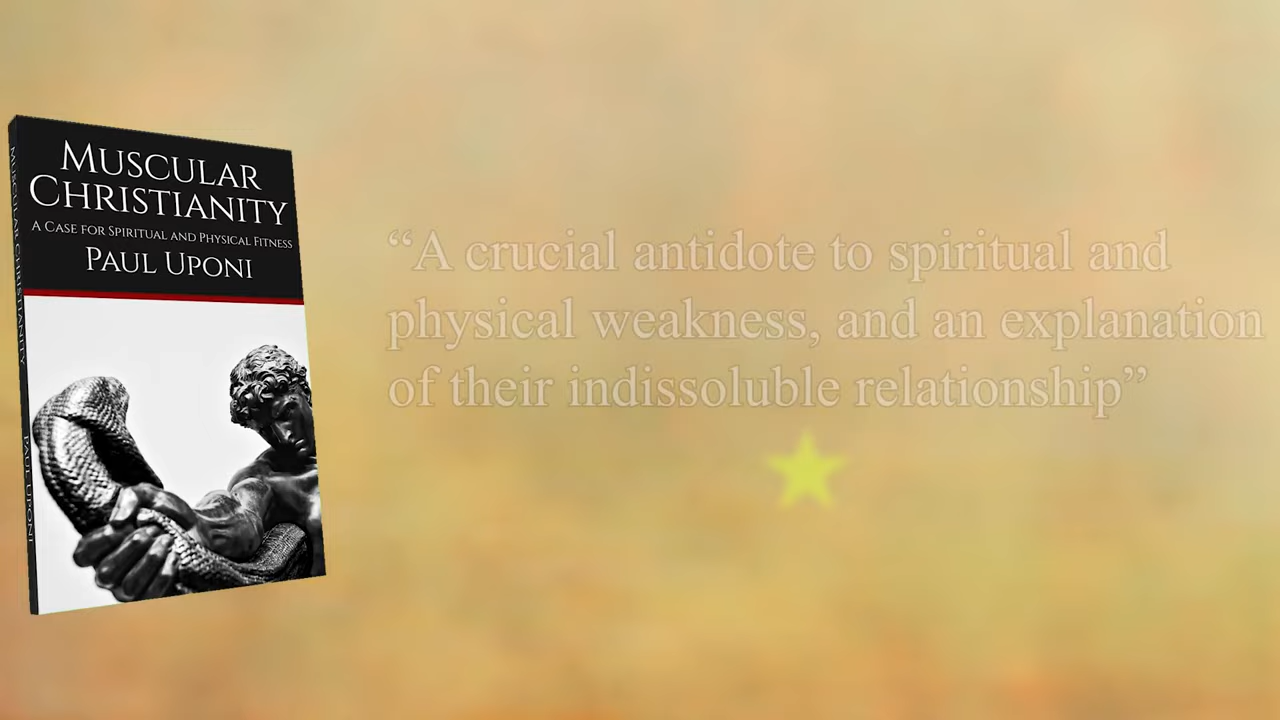 MUSCULAR
CHRISTIANITY
A CASE FOR SPIRITUAL AND PHYSICAL FITNESS
PAUL UPONI
MUSCULAR CHRISTIANITY
PAUL UPONI
“A crucial antidote to spiritual and
physical weakness, and an explanation
of their indissoluble relationship”